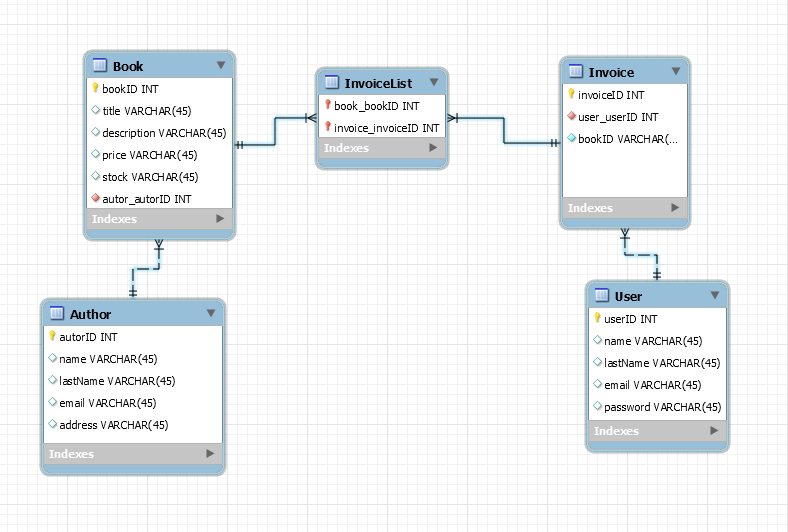 Book
bookID INT
title VARCHAR(45)
description VARCHAR(45)
price VARCHAR(45)
stock VARCHAR(45)
autor_autorID INT
Indexes
InvoiceList
book_bookID INT
invoice_invoiceID INT
Indexes
Invoice
invoiceID INT
user_userID INT
bookID VARCHAR(...
Indexes
Author
autorID INT
name VARCHAR(45)
lastName VARCHAR(45)
email VARCHAR(45)
address VARCHAR(45)
Indexes
User
userID INT
name VARCHAR(45)
lastName VARCHAR(45)
email VARCHAR(45)
password VARCHAR(45)
Indexes